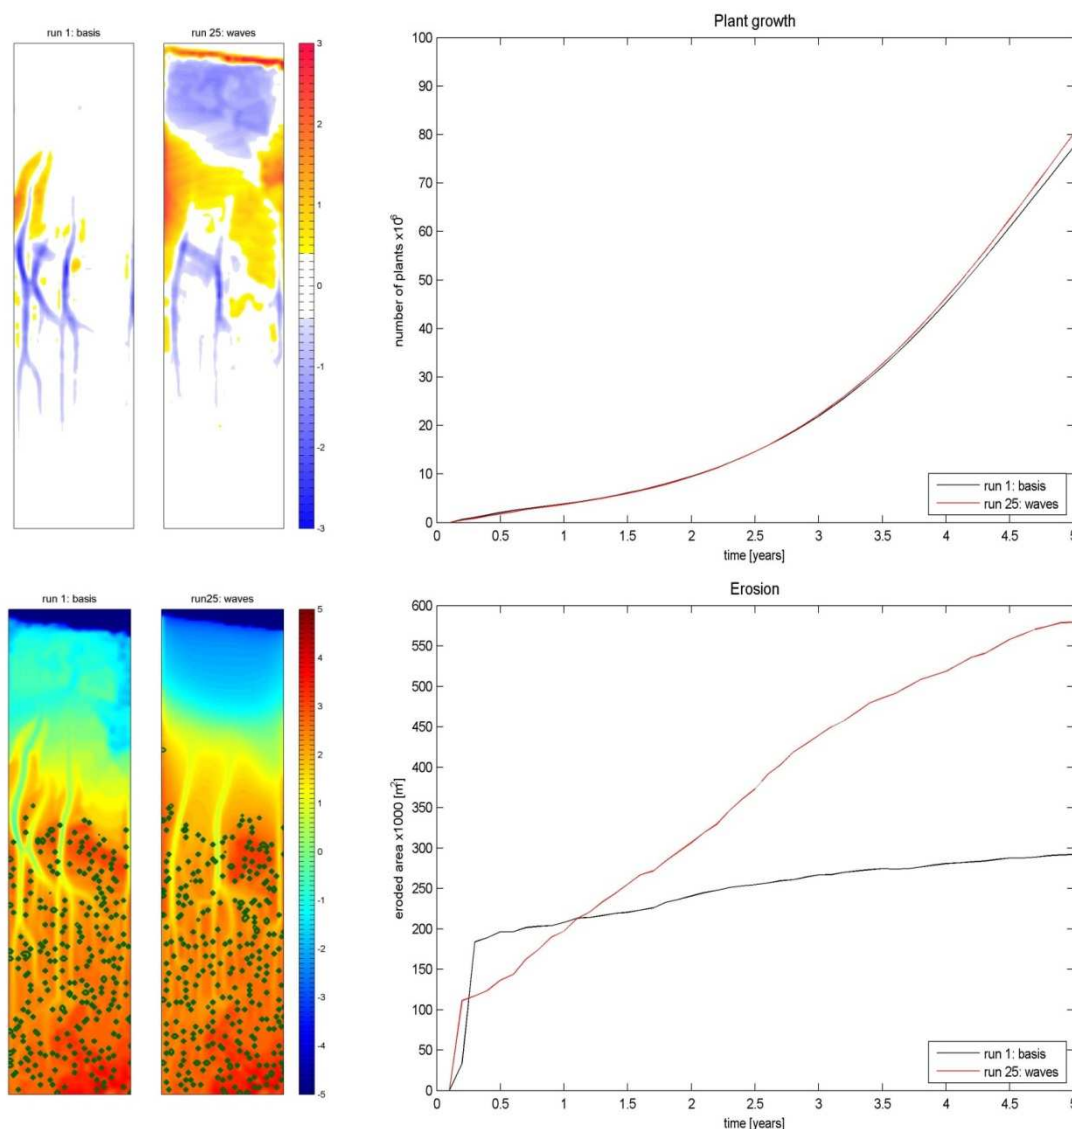 run 1: basis
run 25: waves
3
2
1
0
-1
-2
-3
Plant growth
100
90
80
70
60
50
40
30
20
10
0
number of plants x10⁶
0 0.5 1 1.5 2 2.5 3 3.5 4 4.5 5
time [years]
run 1: basis
run 25: waves
run 1: basis
run25: waves
5
4
3
2
1
0
-1
-2
-3
-4
-5
Erosion
600
550
500
450
400
350
300
250
200
150
100
50
0
eroded area x1000 [m²]
0 0.5 1 1.5 2 2.5 3 3.5 4 4.5 5
time [years]
run 1: basis
run 25: waves